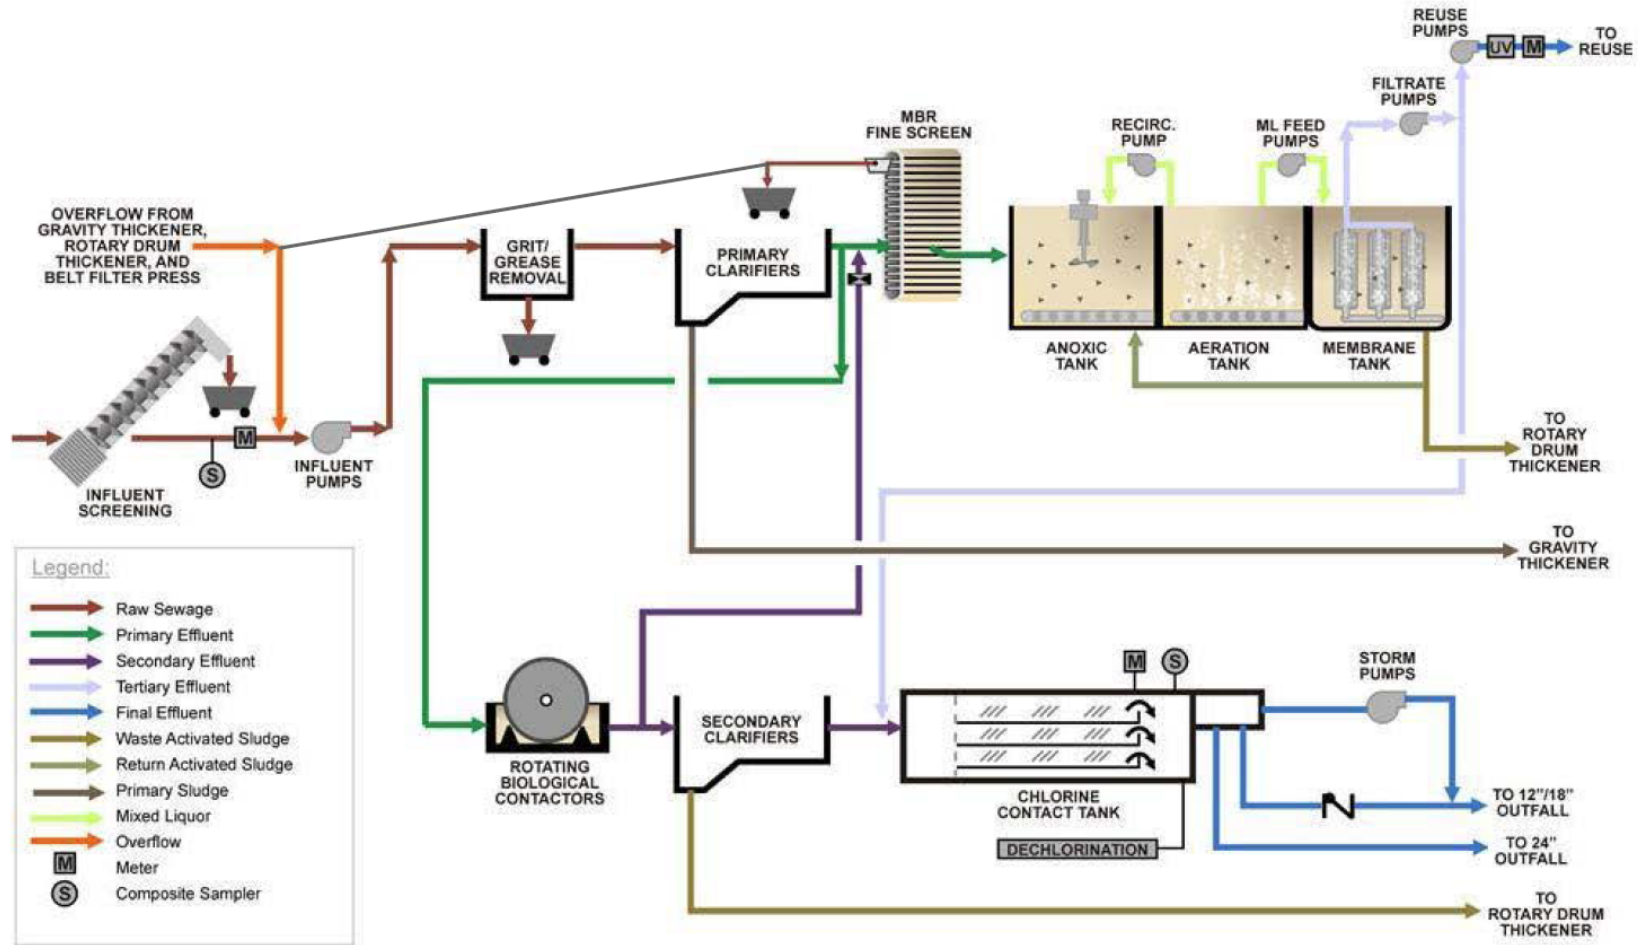 REUSE
PUMPS
UV
M
TO
REUSE
FILTRATE
PUMPS
MBR
FINE SCREEN
RECIRC.
PUMP
ML FEED
PUMPS
OVERFLOW FROM
GRAVITY THICKENER,
ROTARY DRUM
THICKENER, AND
BELT FILTER PRESS
GRIT/
GREASE
REMOVAL
PRIMARY
CLARIFIERS
ANOXIC
TANK
AERATION
TANK
MEMBRANE
TANK
M
S
INFLUENT
PUMPS
INFLUENT
SCREENING
TO
ROTARY
DRUM
THICKENER
TO
GRAVITY
THICKENER
Legend:
Raw Sewage
Primary Effluent
Secondary Effluent
Tertiary Effluent
Final Effluent
Waste Activated Sludge
Return Activated Sludge
Primary Sludge
Mixed Liquor
Overflow
M Meter
S Composite Sampler
ROTATING
BIOLOGICAL
CONTACTORS
SECONDARY
CLARIFIERS
M
S
CHLORINE
CONTACT TANK
DECHLORINATION
STORM
PUMPS
TO 12"/18"
OUTFALL
TO 24"
OUTFALL
TO
ROTARY DRUM
THICKENER